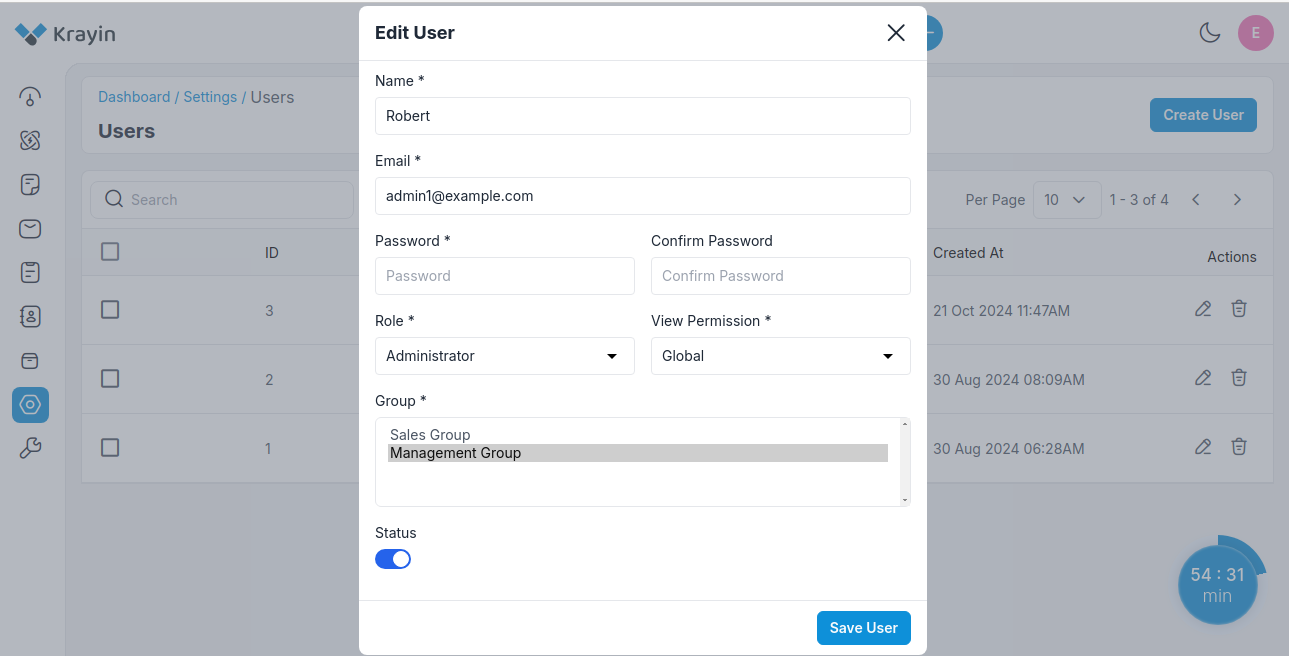 Krayin
E
Dashboard / Settings / Users
Users
Create User
Search
Per Page 10 1 - 3 of 4
ID Created At Actions
3 21 Oct 2024 11:47AM
2 30 Aug 2024 08:09AM
1 30 Aug 2024 06:28AM
54 : 31
min
Edit User
Name *
Robert
Email *
admin1@example.com
Password * Confirm Password
Password Confirm Password
Role * View Permission *
Administrator Global
Group *
Sales Group
Management Group
Status
Save User